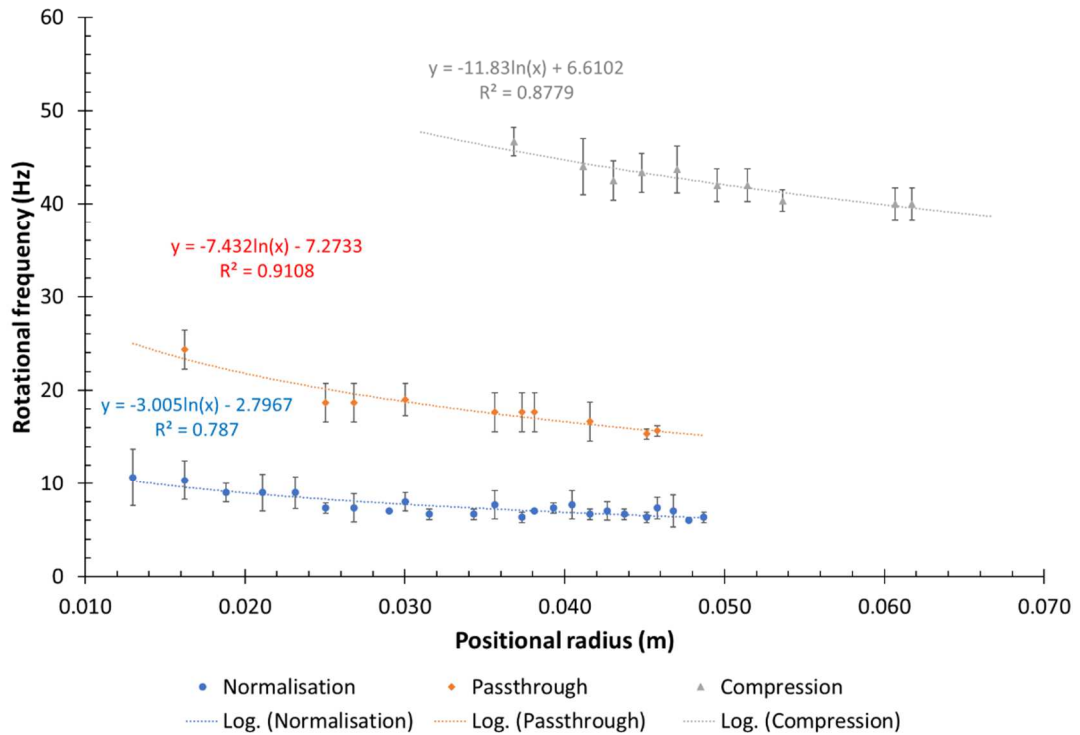 60
y = -11.83ln(x) + 6.6102
R² = 0.8779
50
40
Rotational frequency (Hz)
y = -7.432ln(x) - 7.2733
R² = 0.9108
30
20
y = -3.005ln(x) - 2.7967
R² = 0.787
10
0
0.010 0.020 0.030 0.040 0.050 0.060 0.070
Positional radius (m)
Normalisation Passthrough Compression
Log. (Normalisation) Log. (Passthrough) Log. (Compression)